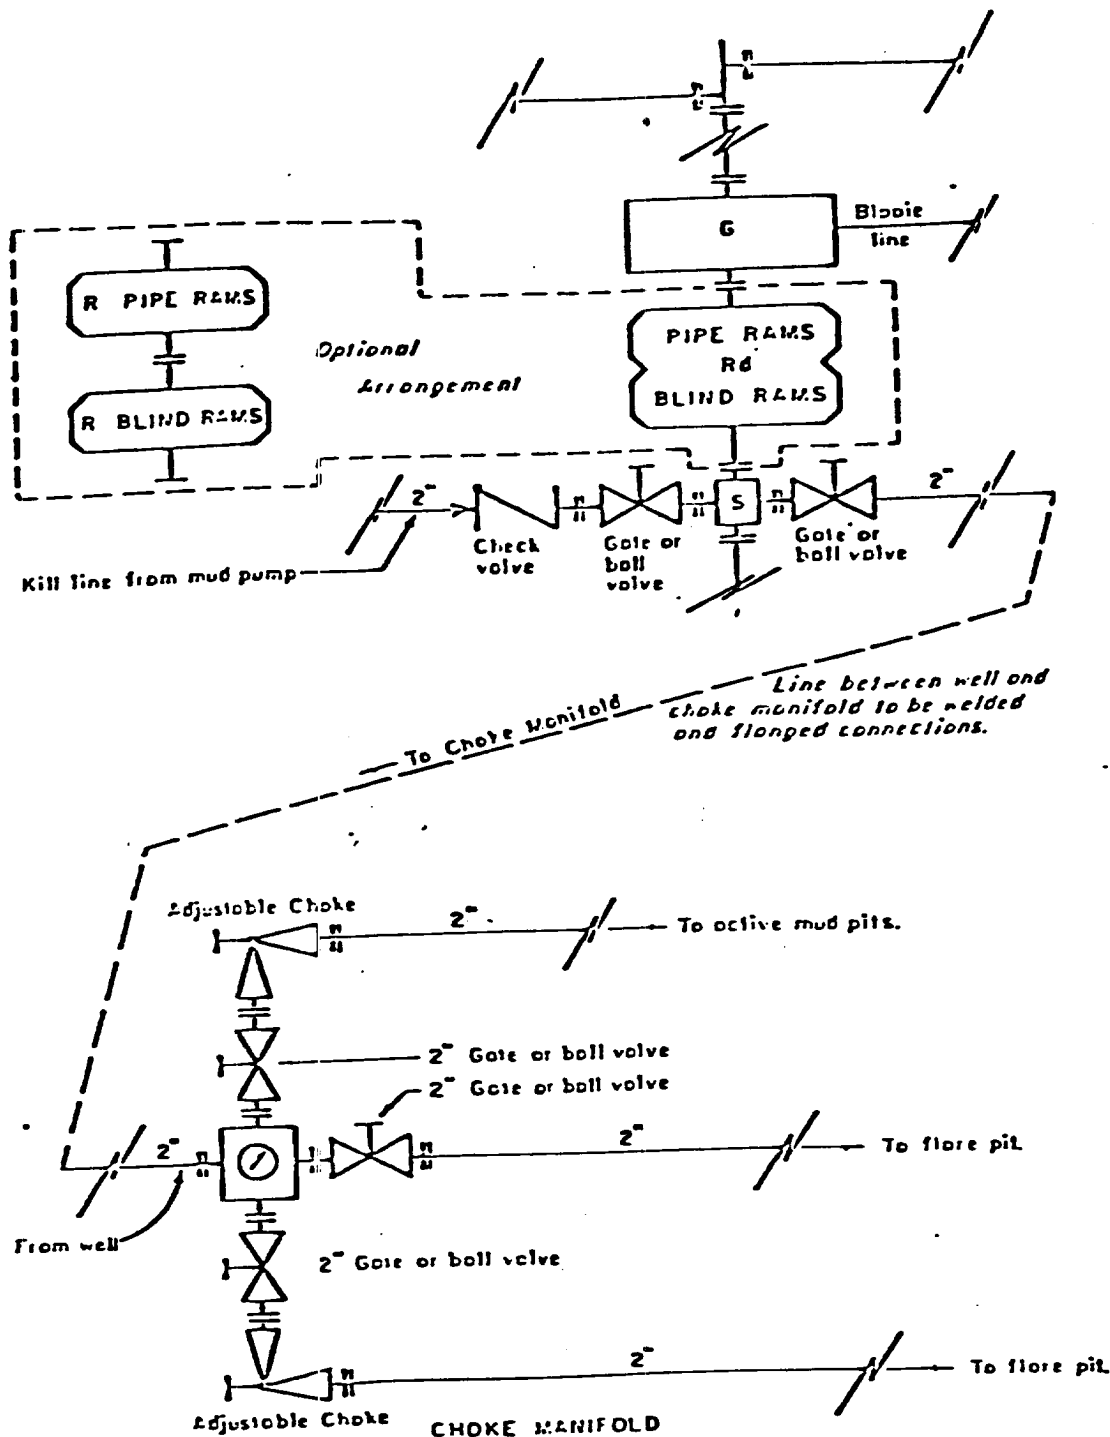 G
Blooie
line
R PIPE RAMS
R BLIND RAMS
Optional
Arrangement
PIPE RAMS
Rd
BLIND RAMS
2"
S
2"
Check
valve
Gate or
ball
valve
Gate or
ball valve
Kill line from mud pump
Line between well and
choke manifold to be welded
and flanged connections.
To Choke Manifold
Adjustable Choke
2"
To active mud pits.
2" Gate or ball valve
2" Gate or ball valve
2"
2"
To flare pit
From well
2" Gate or ball valve
2"
To flare pit
Adjustable Choke
CHOKE MANIFOLD